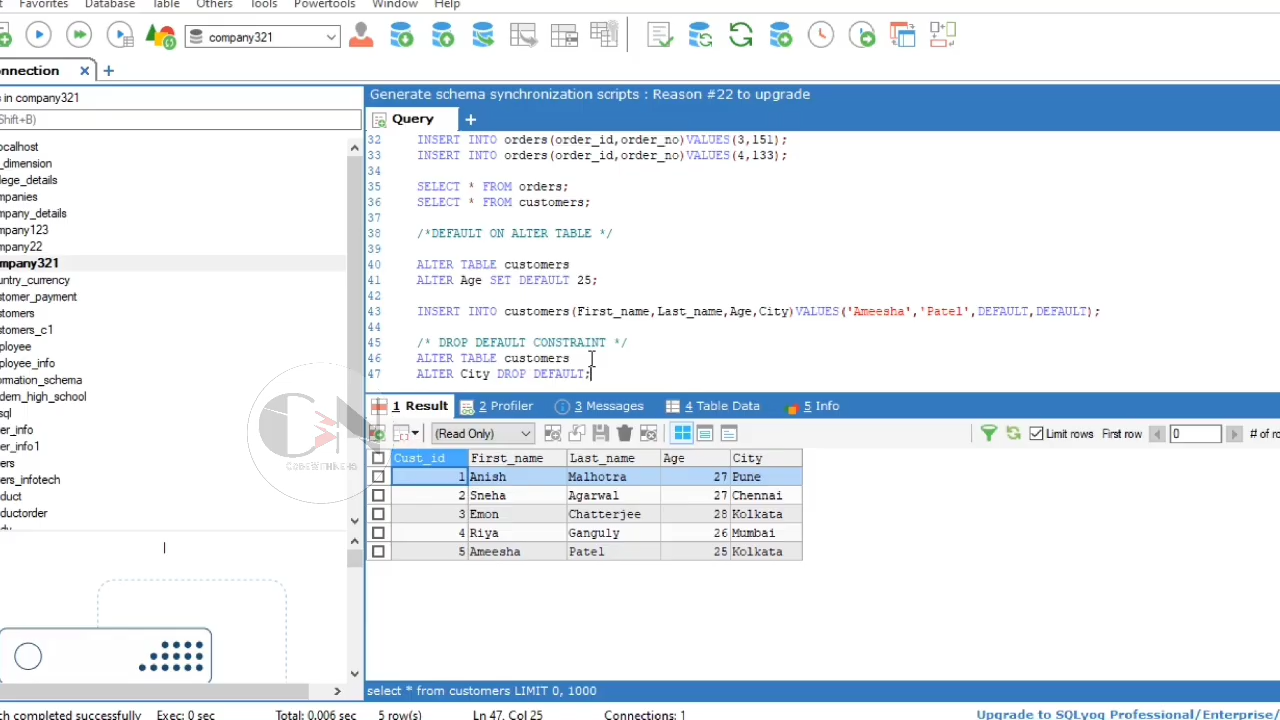 Favorites Database Table Others Tools Powertools Window Help
company321
onnection
s in company321
Shift+B)
ocalhost
_dimension
llege_details
mpanies
mpany_details
mpany123
mpany22
mpany321
untry_currency
stomer_payment
stomers
stomers_c1
ployee
ployee_info
ormation_schema
dern_high_school
sql
er_info
er_info1
ers
ers_infotech
duct
ductorder
Generate schema synchronization scripts : Reason #22 to upgrade
Query
32 INSERT INTO orders(order_id,order_no)VALUES(3,151);
33 INSERT INTO orders(order_id,order_no)VALUES(4,133);
34
35 SELECT * FROM orders;
36 SELECT * FROM customers;
37
38 /*DEFAULT ON ALTER TABLE */
39
40 ALTER TABLE customers
41 ALTER Age SET DEFAULT 25;
42
43 INSERT INTO customers(First_name,Last_name,Age,City)VALUES('Ameesha','Patel',DEFAULT,DEFAULT);
44
45 /* DROP DEFAULT CONSTRAINT */
46 ALTER TABLE customers
47 ALTER City DROP DEFAULT;
1 Result 2 Profiler 3 Messages 4 Table Data 5 Info
(Read Only) Limit rows First row 0 # of ro
Cust_id First_name Last_name Age City
1 Anish Malhotra 27 Pune
2 Sneha Agarwal 27 Chennai
3 Emon Chatterjee 28 Kolkata
4 Riya Ganguly 26 Mumbai
5 Ameesha Patel 25 Kolkata
select * from customers LIMIT 0, 1000
ch completed successfully Exec: 0 sec Total: 0.006 sec 5 row(s) Ln 47, Col 25 Connections: 1 Upgrade to SQLyog Professional/Enterprise/